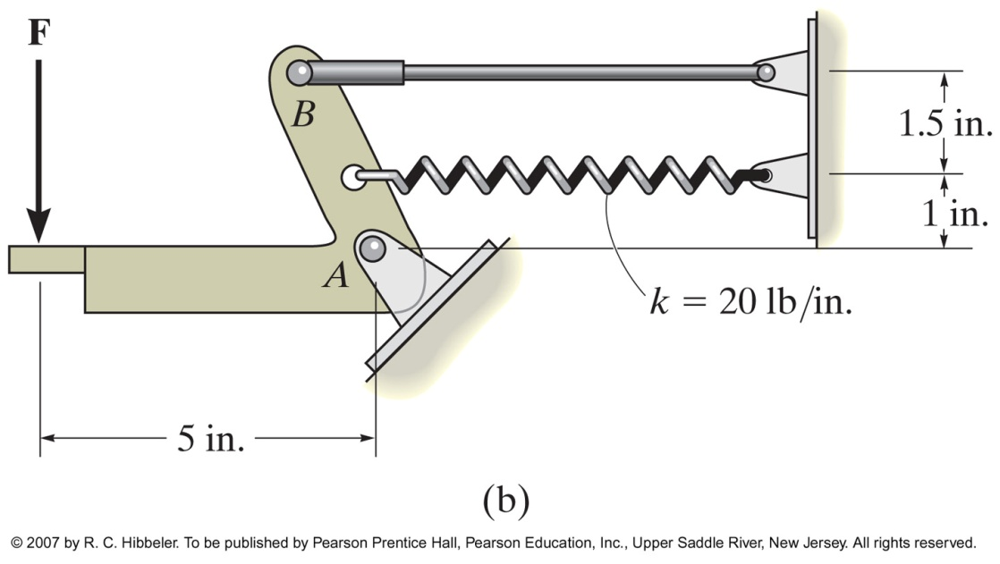 F
B
1.5 in.
1 in.
A
k = 20 lb/in.
5 in.
(b)
© 2007 by R. C. Hibbeler. To be published by Pearson Prentice Hall, Pearson Education, Inc., Upper Saddle River, New Jersey. All rights reserved.